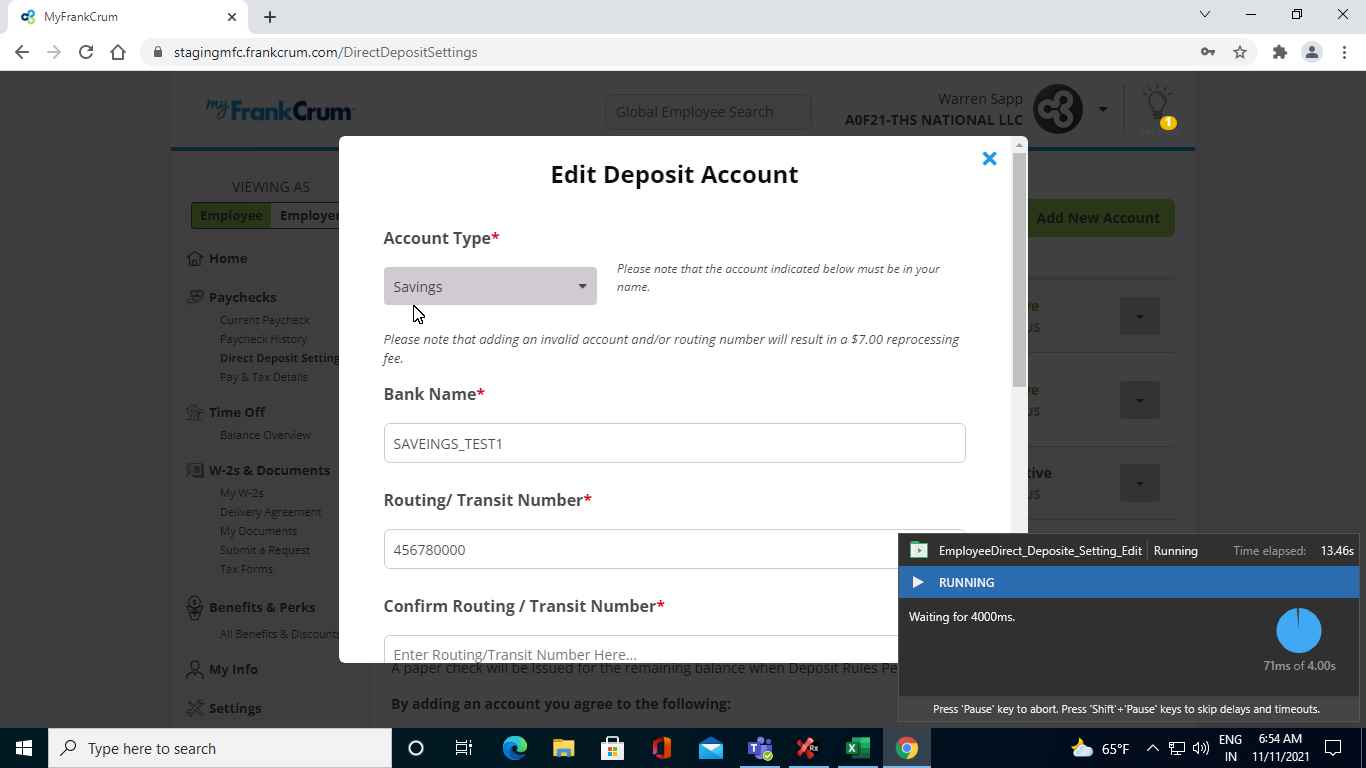 MyFrankCrum
stagingmfc.frankcrum.com/DirectDepositSettings
my FrankCrum
Global Employee Search
Warren Sapp
A0F21-THS NATIONAL LLC
1
VIEWING AS
Employee Employer
Home
Paychecks
Current Paycheck
Paycheck History
Direct Deposit Setting
Pay & Tax Details
Time Off
Balance Overview
W-2s & Documents
My W-2s
Delivery Agreement
My Documents
Submit a Request
Tax Forms
Benefits & Perks
All Benefits & Discounts
My Info
Settings
Add New Account
Edit Deposit Account
Account Type*
Savings
Please note that the account indicated below must be in your
name.
Please note that adding an invalid account and/or routing number will result in a $7.00 reprocessing
fee.
Bank Name*
SAVEINGS_TEST1
Routing/ Transit Number*
456780000
Confirm Routing / Transit Number*
Enter Routing/Transit Number Here...
A paper check will be issued for the remaining balance when Deposit Rules Pe
By adding an account you agree to the following:
EmployeeDirect_Deposite_Setting_Edit Running Time elapsed: 13.46s
RUNNING
Waiting for 4000ms.
71ms of 4.00s
Press 'Pause' key to abort. Press 'Shift'+'Pause' keys to skip delays and timeouts.
Type here to search
65°F
ENG
IN
6:54 AM
11/11/2021